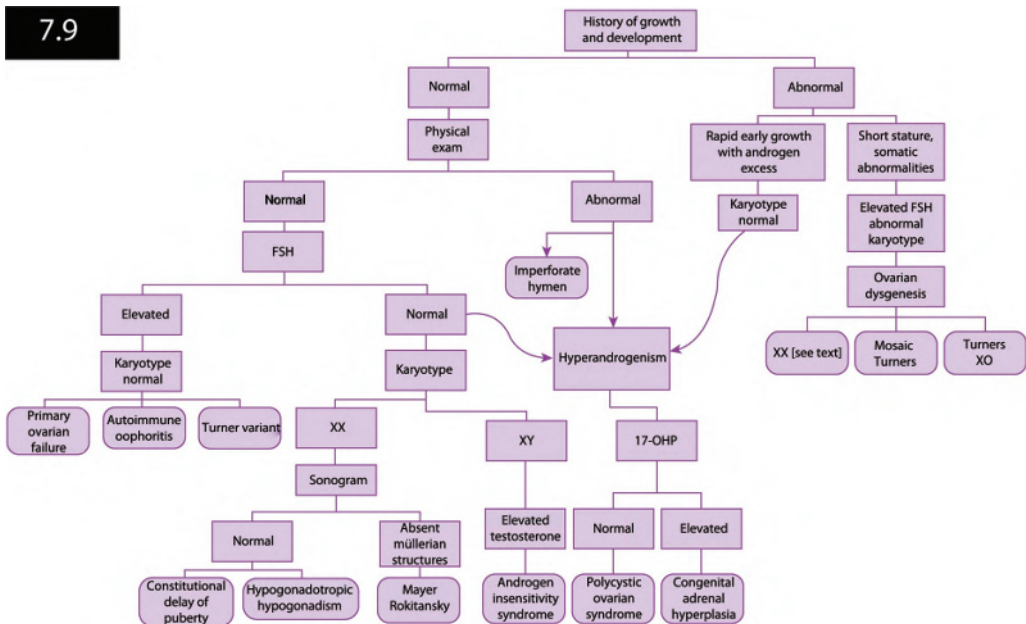 7.9
History of growth
and development
Normal
Abnormal
Physical
exam
Rapid early growth
with androgen
excess
Short stature,
somatic
abnormalities
Normal
Abnormal
Karyotype
normal
Elevated FSH
abnormal
karyotype
FSH
Imperforate
hymen
Ovarian
dysgenesis
Elevated
Normal
Hyperandrogenism
XX [see text]
Mosaic
Turners
Turners
XO
Karyotype
normal
Karyotype
Primary
ovarian
failure
Autoimmune
oophoritis
Turner variant
XX
XY
17-OHP
Sonogram
Normal
Absent
müllerian
structures
Elevated
testosterone
Normal
Elevated
Constitutional
delay of
puberty
Hypogonadotropic
hypogonadism
Mayer
Rokitansky
Androgen
insensitivity
syndrome
Polycystic
ovarian
syndrome
Congenital
adrenal
hyperplasia